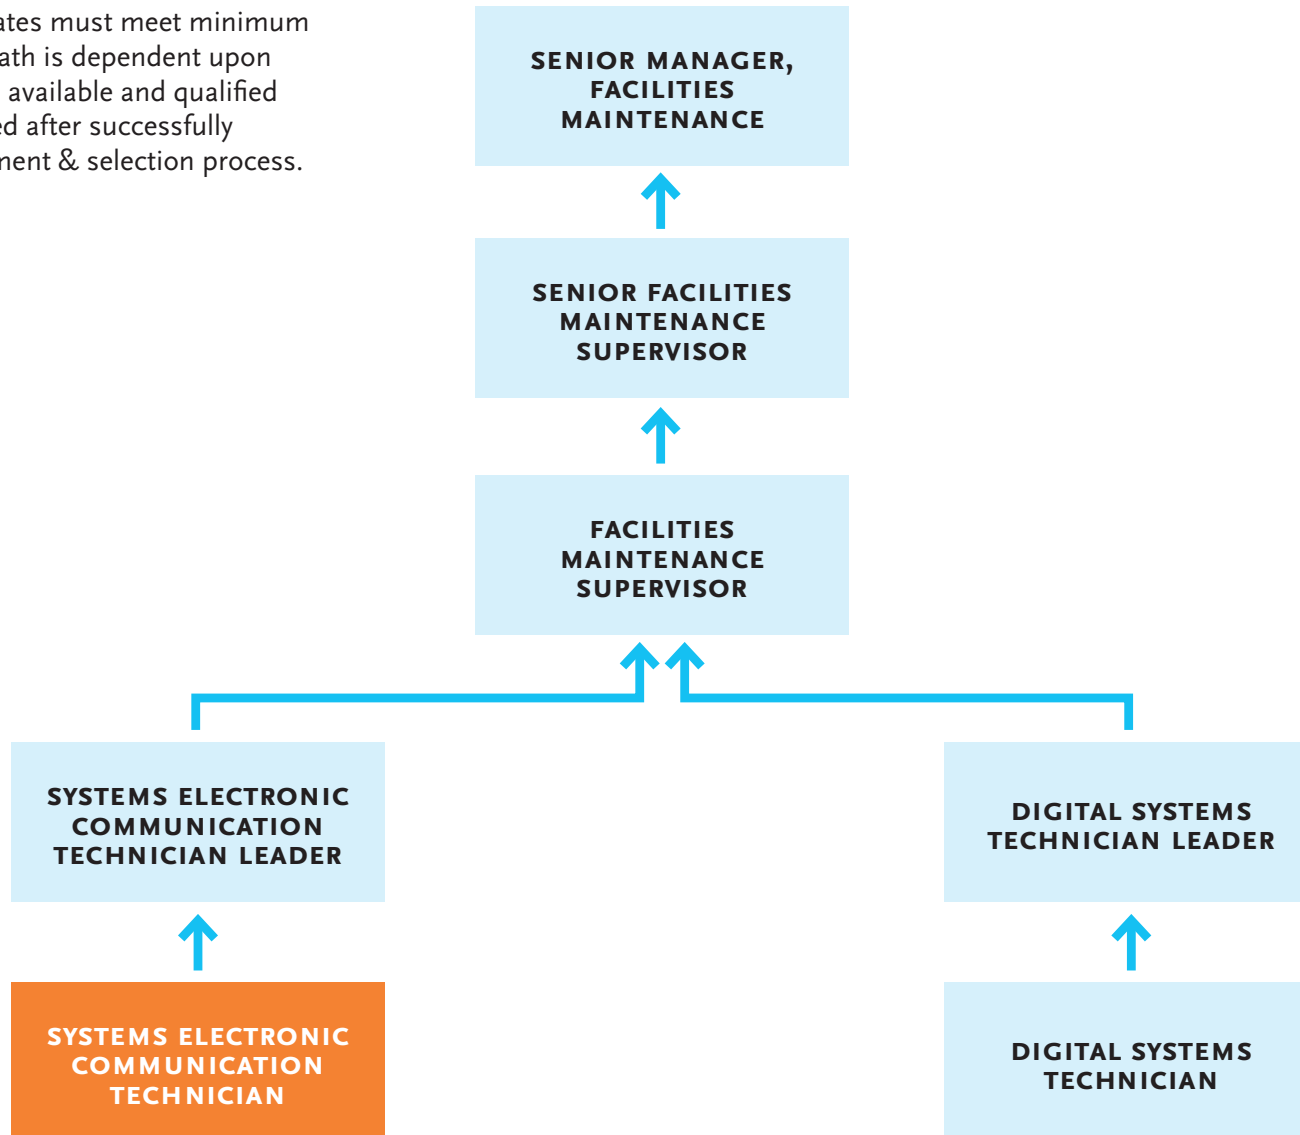 ates must meet minimum
ath is dependent upon
available and qualified
ed after successfully
ment & selection process.
SENIOR MANAGER,
FACILITIES
MAINTENANCE
SENIOR FACILITIES
MAINTENANCE
SUPERVISOR
FACILITIES
MAINTENANCE
SUPERVISOR
SYSTEMS ELECTRONIC
COMMUNICATION
TECHNICIAN LEADER
DIGITAL SYSTEMS
TECHNICIAN LEADER
SYSTEMS ELECTRONIC
COMMUNICATION
TECHNICIAN
DIGITAL SYSTEMS
TECHNICIAN